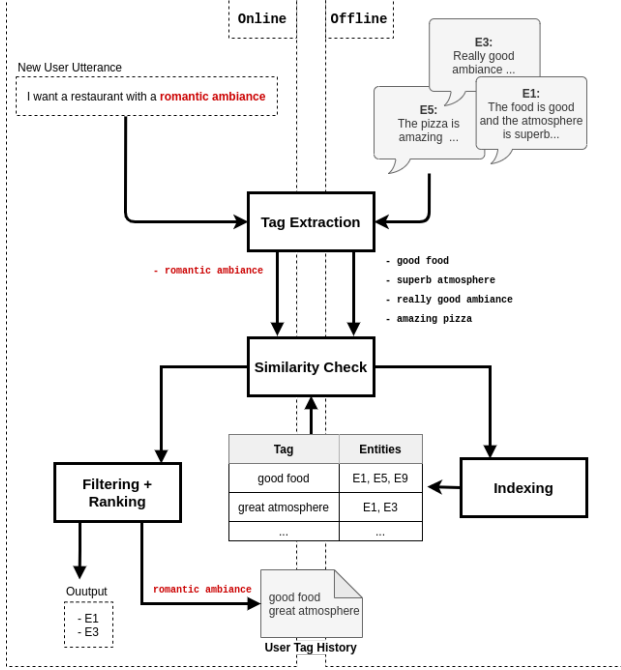 Online
Offline
New User Utterance
I want a restaurant with a romantic ambiance
E3:
Really good
ambiance ...
E1:
The food is good
and the atmosphere
is superb...
E5:
The pizza is
amazing ...
Tag Extraction
- romantic ambiance
- good food
- superb atmosphere
- really good ambiance
- amazing pizza
Similarity Check
Tag Entities
good food E1, E5, E9
great atmosphere E1, E3
... ...
Filtering +
Ranking
Indexing
Ouutput
- E1
- E3
romantic ambiance
good food
great atmosphere
User Tag History